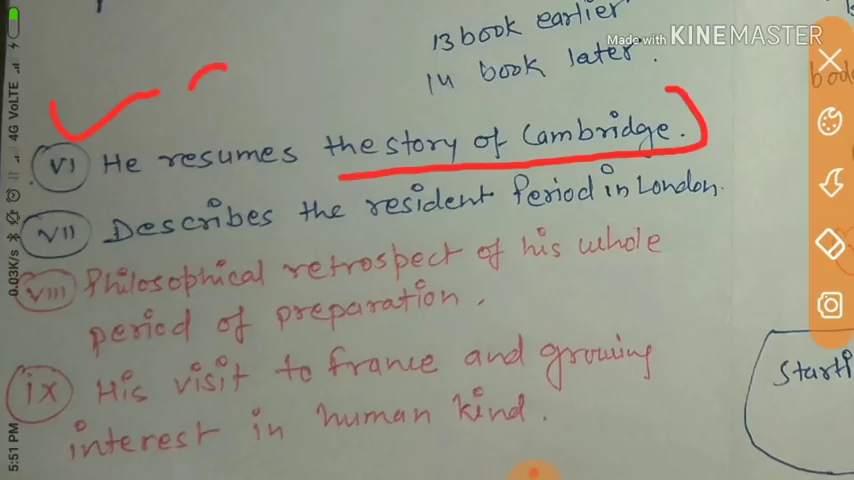 13 book earlier
14 book later.
Made with KINEMASTER
VI He resumes the story of Cambridge.
VII Describes the resident Period in London.
VIII Philosophical retrospect of his whole
period of preparation.
ix His visit to france and growing
interest in human kind.
Starti
4G VoLTE
0.03K/s
5:51 PM